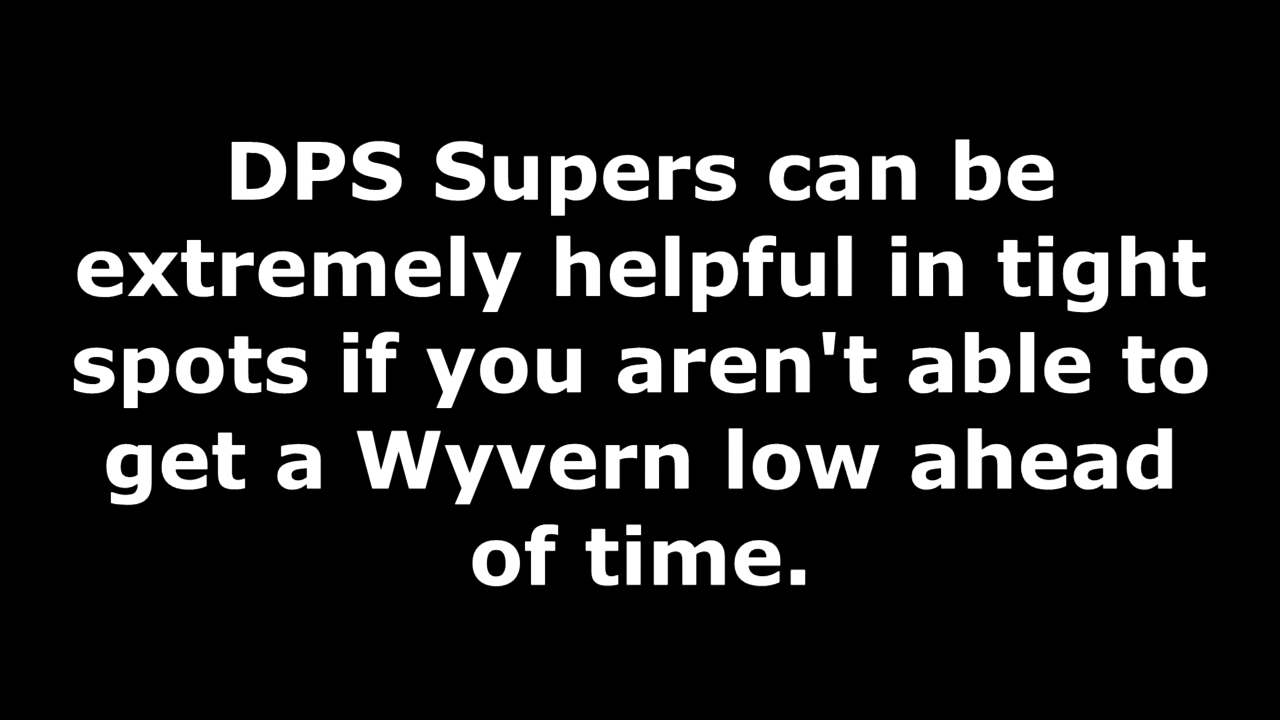 DPS Supers can be
extremely helpful in tight
spots if you aren't able to
get a Wyvern low ahead
of time.